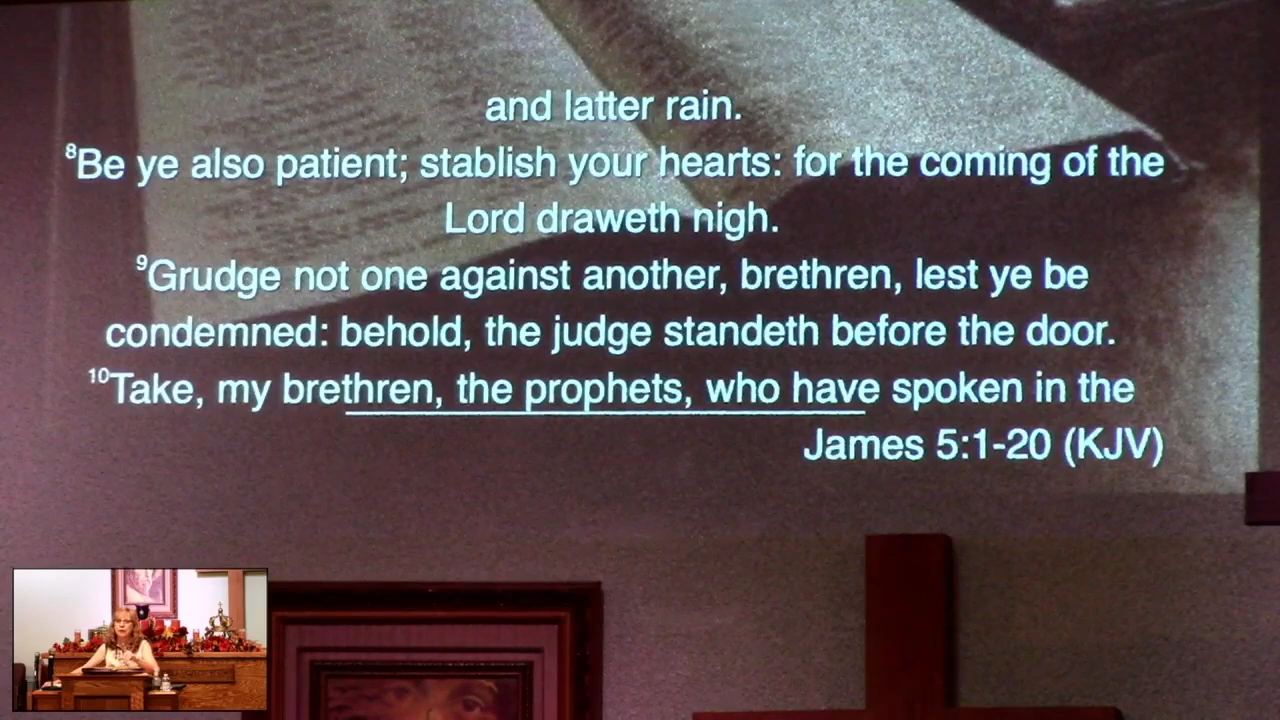 and latter rain.
⁸Be ye also patient; stablish your hearts: for the coming of the
Lord draweth nigh.
⁹Grudge not one against another, brethren, lest ye be
condemned: behold, the judge standeth before the door.
¹⁰Take, my brethren, the prophets, who have spoken in the
James 5:1-20 (KJV)